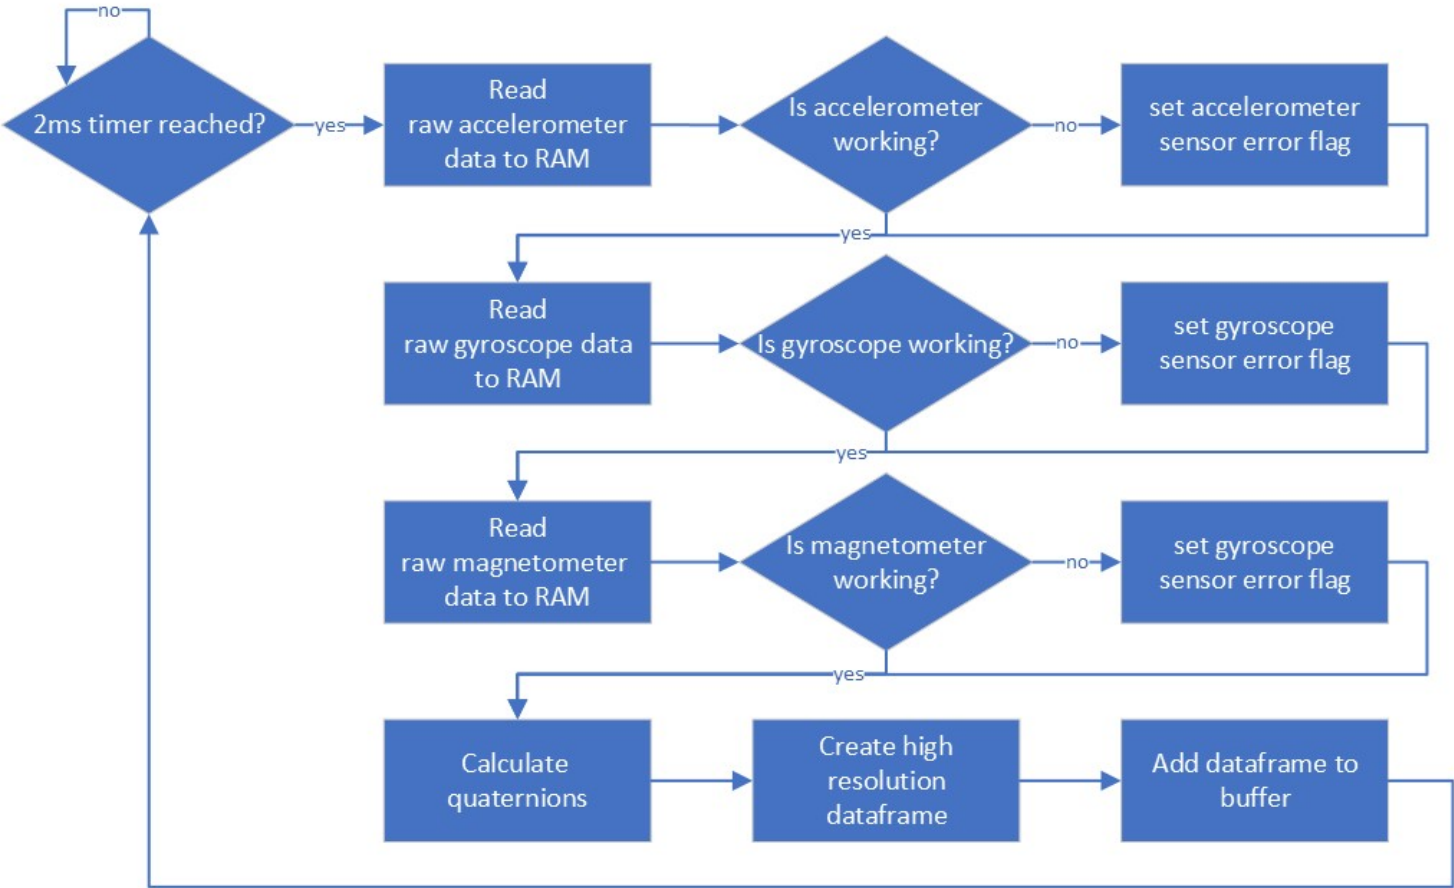 no
2ms timer reached?
yes
Read
raw accelerometer
data to RAM
Is accelerometer
working?
no
set accelerometer
sensor error flag
yes
Read
raw gyroscope data
to RAM
Is gyroscope working?
no
set gyroscope
sensor error flag
yes
Read
raw magnetometer
data to RAM
Is magnetometer
working?
no
set gyroscope
sensor error flag
yes
Calculate
quaternions
Create high
resolution
dataframe
Add dataframe to
buffer